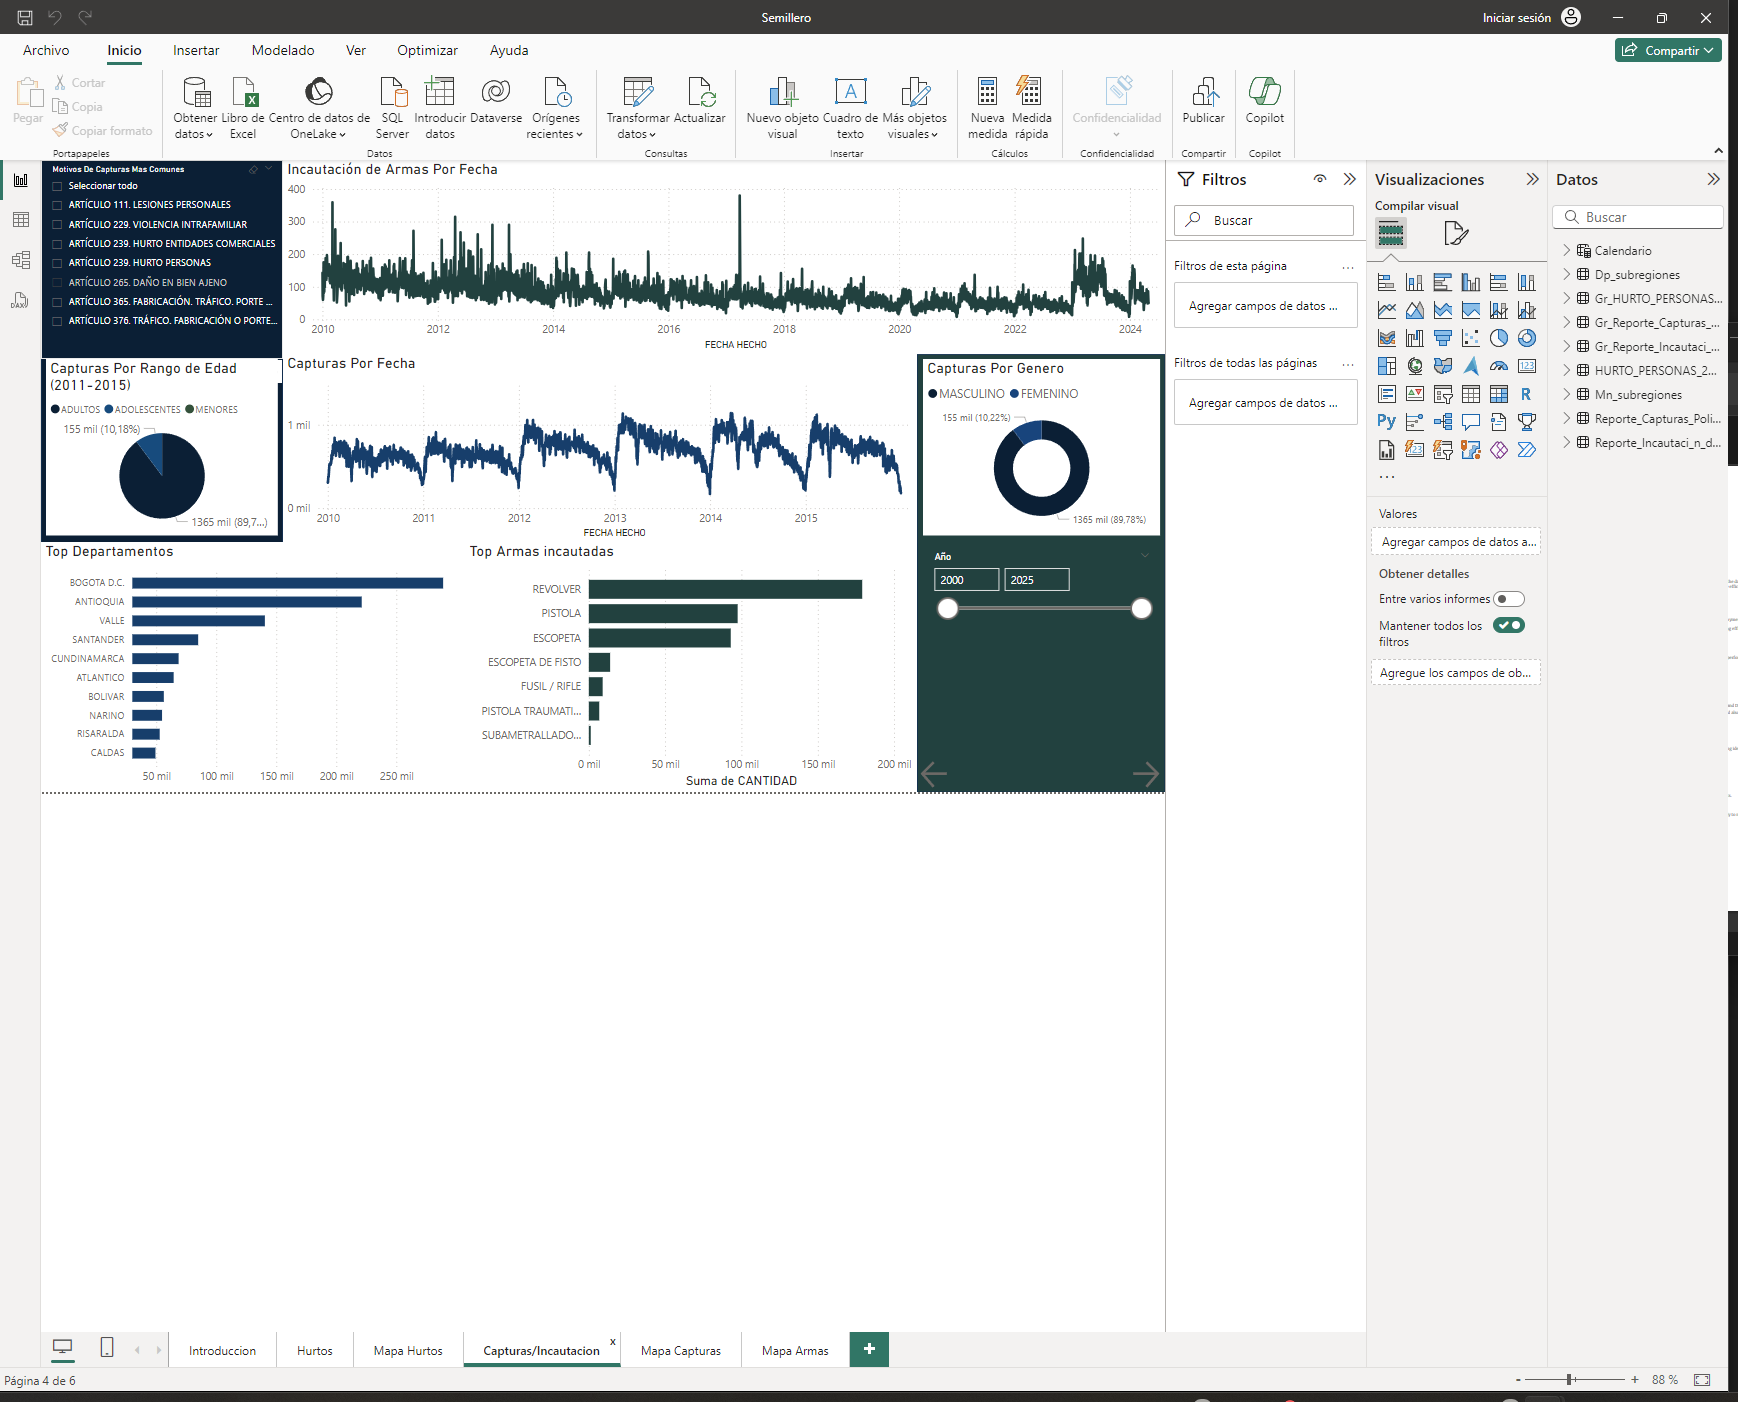 Semillero
Iniciar sesión
Archivo
Inicio
Insertar
Modelado
Ver
Optimizar
Ayuda
Compartir
Pegar
Cortar
Copia
Copiar formato
Portapapeles
Obtener datos
Libro de Excel
Centro de datos de OneLake
SQL Server
Introducir datos
Dataverse
Orígenes recientes
Datos
Transformar datos
Actualizar
Consultas
Nuevo objeto visual
Cuadro de texto
Más objetos visuales
Insertar
Nueva medida
Medida rápida
Cálculos
Confidencialidad
Confidencialidad
Publicar
Compartir
Copilot
Copilot
Motivos De Capturas Mas Comunes
Seleccionar todo
ARTÍCULO 111. LESIONES PERSONALES
ARTÍCULO 229. VIOLENCIA INTRAFAMILIAR
ARTÍCULO 239. HURTO ENTIDADES COMERCIALES
ARTÍCULO 239. HURTO PERSONAS
ARTÍCULO 265. DAÑO EN BIEN AJENO
ARTÍCULO 365. FABRICACIÓN. TRÁFICO. PORTE ...
ARTÍCULO 376. TRÁFICO. FABRICACIÓN O PORTE...
Incautación de Armas Por Fecha
400
300
200
100
0
2010 2012 2014 2016 2018 2020 2022 2024
FECHA HECHO
Capturas Por Rango de Edad
(2011-2015)
ADULTOS ADOLESCENTES MENORES
155 mil (10,18%)
1365 mil (89,7...)
Capturas Por Fecha
1 mil
0 mil
2010 2011 2012 2013 2014 2015
FECHA HECHO
Capturas Por Genero
MASCULINO FEMENINO
155 mil (10,22%)
1365 mil (89,78%)
Top Departamentos
BOGOTA D.C.
ANTIOQUIA
VALLE
SANTANDER
CUNDINAMARCA
ATLANTICO
BOLIVAR
NARINO
RISARALDA
CALDAS
50 mil 100 mil 150 mil 200 mil 250 mil
Top Armas incautadas
REVOLVER
PISTOLA
ESCOPETA
ESCOPETA DE FISTO
FUSIL / RIFLE
PISTOLA TRAUMATI...
SUBAMETRALLADO...
0 mil 50 mil 100 mil 150 mil 200 mil
Suma de CANTIDAD
Año
2000
2025
Filtros
Buscar
Filtros de esta página
...
Agregar campos de datos ...
Filtros de todas las páginas
...
Agregar campos de datos ...
Visualizaciones
Compilar visual
123
R
Py
123
...
Valores
Agregar campos de datos a...
Obtener detalles
Entre varios informes
Mantener todos los
filtros
Agregue los campos de ob...
Datos
Buscar
Calendario
Dp_subregiones
Gr_HURTO_PERSONAS...
Gr_Reporte_Capturas_...
Gr_Reporte_Incautaci_...
HURTO_PERSONAS_2...
Mn_subregiones
Reporte_Capturas_Poli...
Reporte_Incautaci_n_d...
Introduccion
Hurtos
Mapa Hurtos
Capturas/Incautacion
x
Mapa Capturas
Mapa Armas
+
Página 4 de 6
- + 88 %